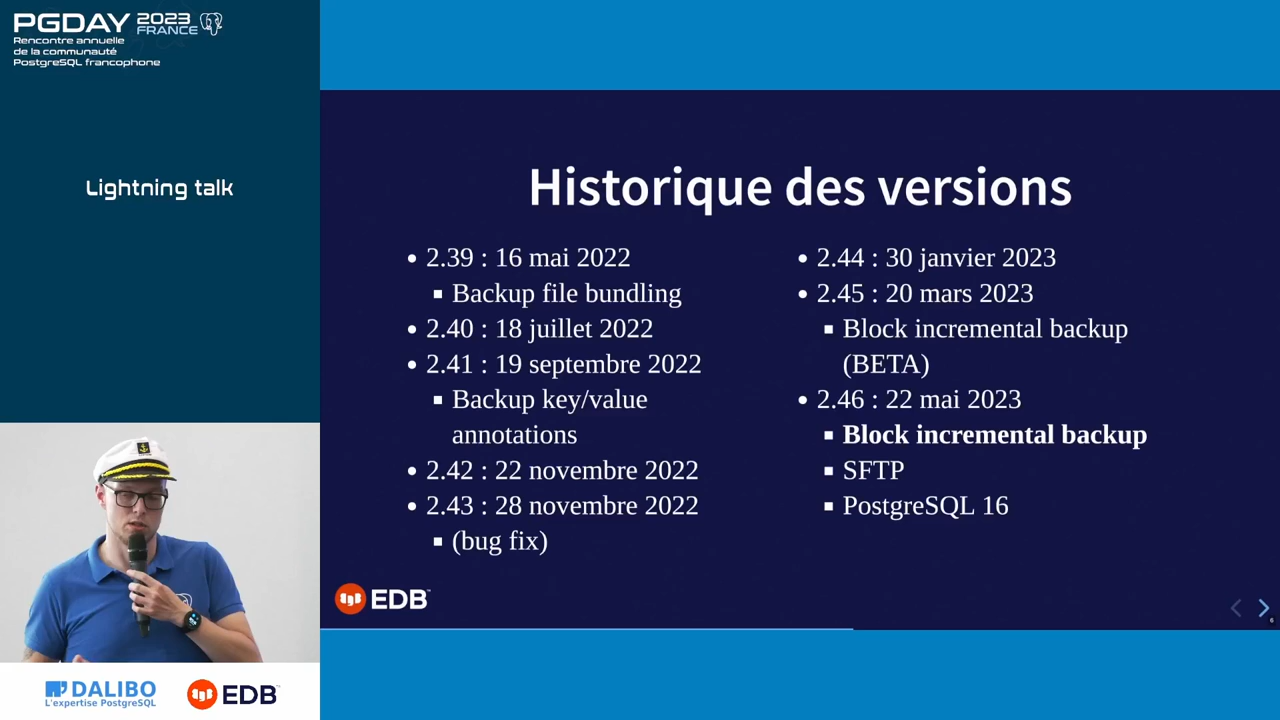 PGDAY 2023 FRANCE
Rencontre annuelle
de la communauté
PostgreSQL francophone
Lightning talk
Historique des versions
• 2.39 : 16 mai 2022
▪ Backup file bundling
• 2.40 : 18 juillet 2022
• 2.41 : 19 septembre 2022
▪ Backup key/value
annotations
• 2.42 : 22 novembre 2022
• 2.43 : 28 novembre 2022
▪ (bug fix)
• 2.44 : 30 janvier 2023
• 2.45 : 20 mars 2023
▪ Block incremental backup
(BETA)
• 2.46 : 22 mai 2023
▪ Block incremental backup
▪ SFTP
▪ PostgreSQL 16
EDB
6
DALIBO
L'expertise PostgreSQL
EDB